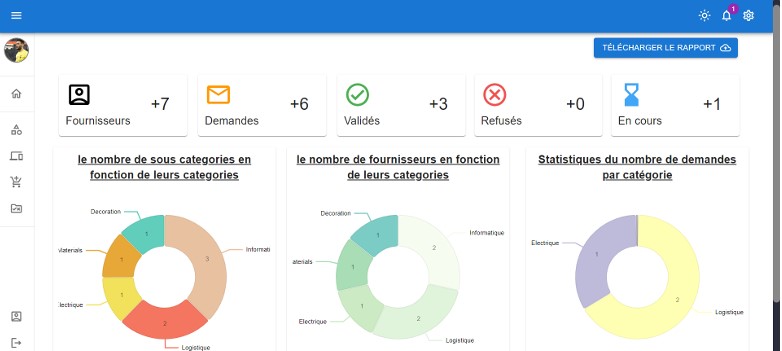 1
TÉLÉCHARGER LE RAPPORT
+7
Fournisseurs
+6
Demandes
+3
Validés
+0
Refusés
+1
En cours
le nombre de sous categories en
fonction de leurs categories
Decoration
1
Informati
3
Materials
1
lectrique
1
2
Logistique
le nombre de fournisseurs en fonction
de leurs categories
Decoration
1
Informatique
2
aterials
1
Electrique
1
2
Logistique
Statistiques du nombre de demandes
par catégorie
Electrique
1
2
Logistique